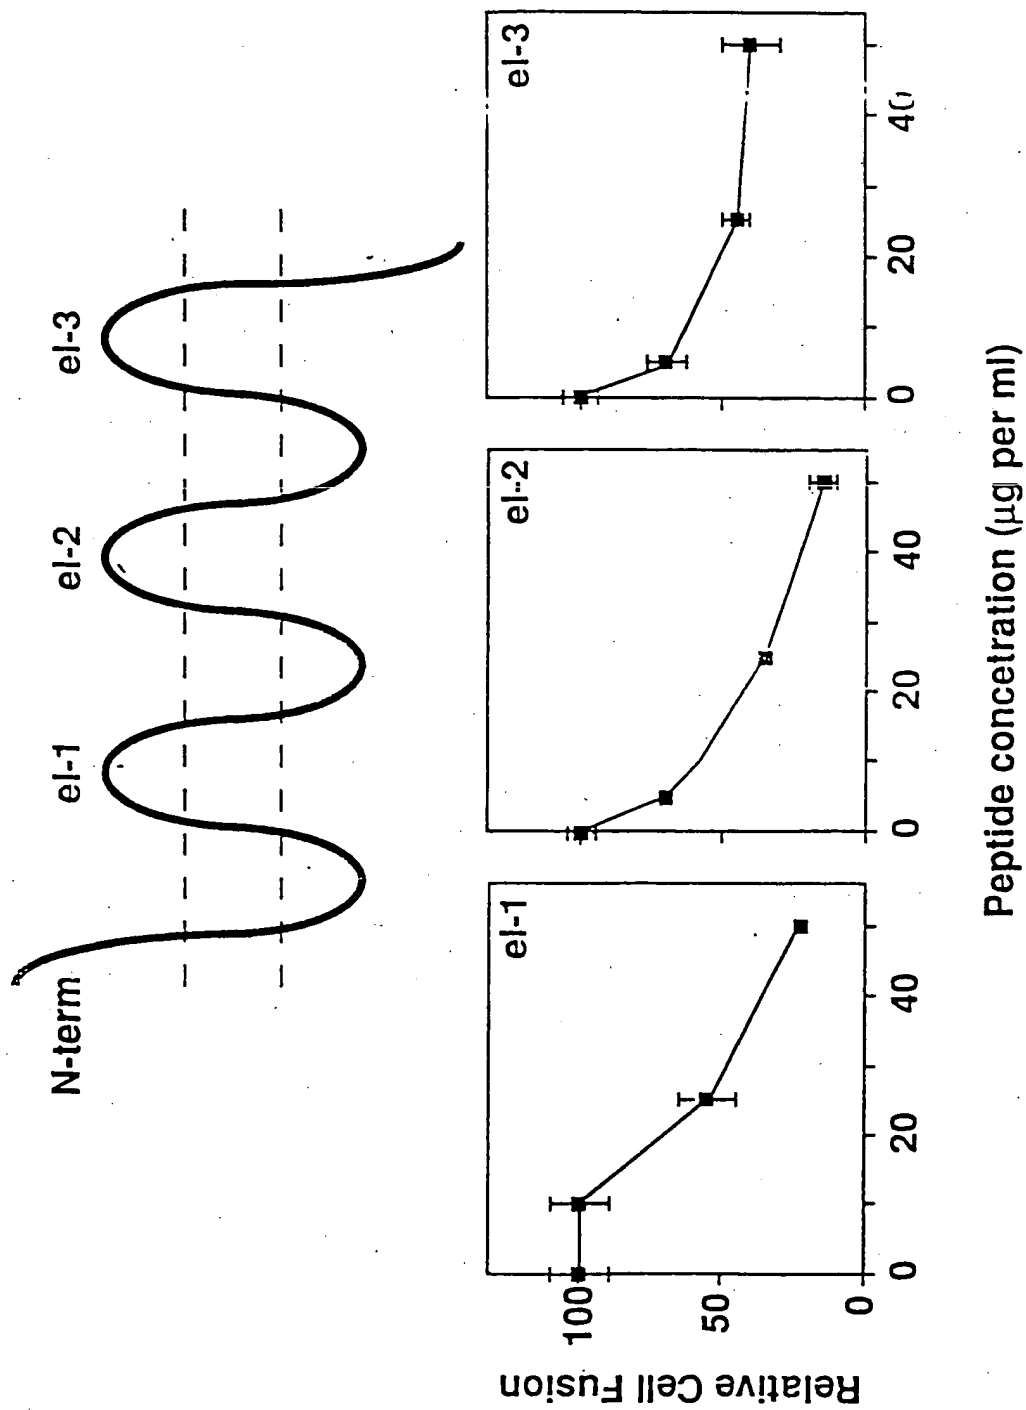 N-term
el-1
el-2
el-3
Relative Cell Fusion
100
50
0
el-1
0
20
40
el-2
0
20
40
el-3
0
20
40
Peptide concetration (μg per ml)